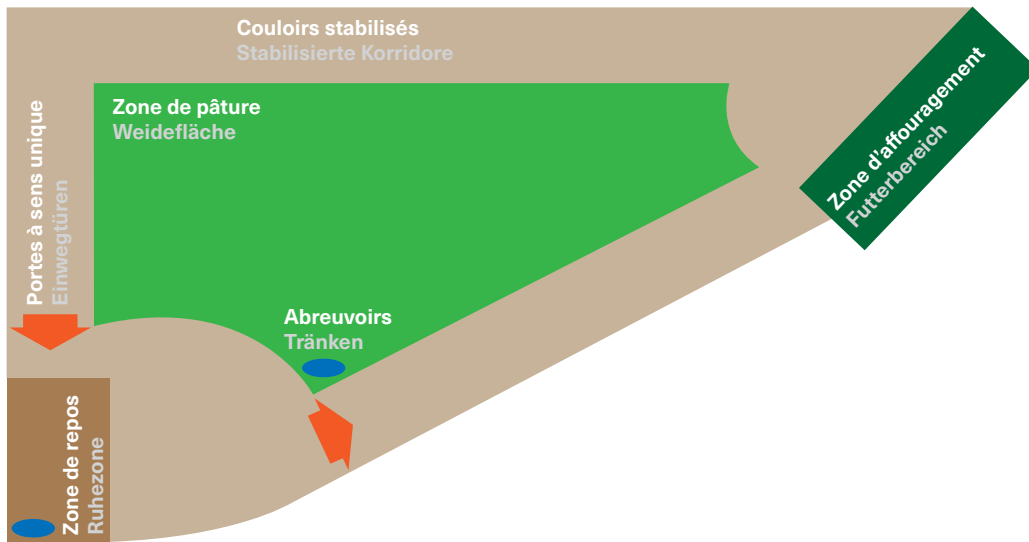 Couloirs stabilisés
Stabilisierte Korridore
Zone de pâture
Weidefläche
Zone d'affouragement
Futterbereich
Portes à sens unique
Einwegtüren
Abreuvoirs
Tränken
Zone de repos
Ruhezone